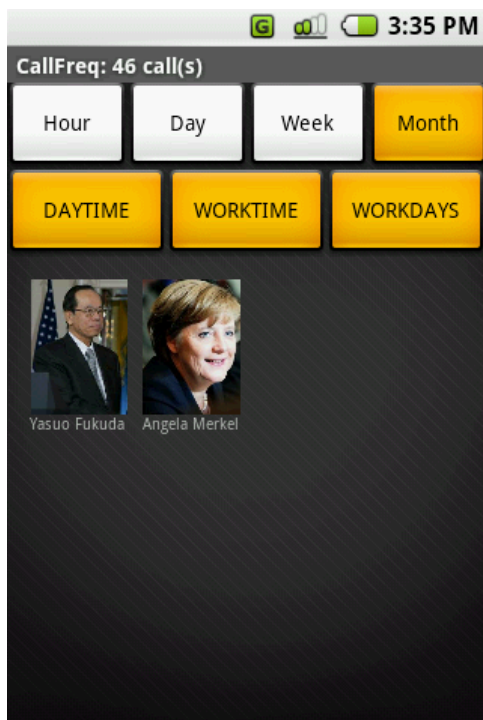 G 3:35 PM
CallFreq: 46 call(s)
Hour Day Week Month
DAYTIME WORKTIME WORKDAYS
Yasuo Fukuda Angela Merkel